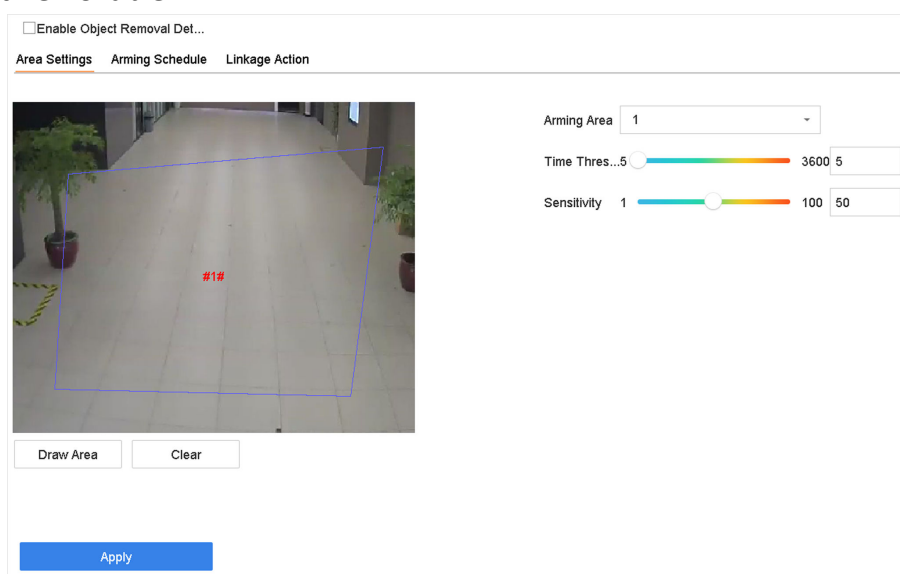 Enable Object Removal Det...
Area Settings Arming Schedule Linkage Action
Arming Area 1
Time Thres...5 3600 5
Sensitivity 1 100 50
#1#
Draw Area Clear
Apply